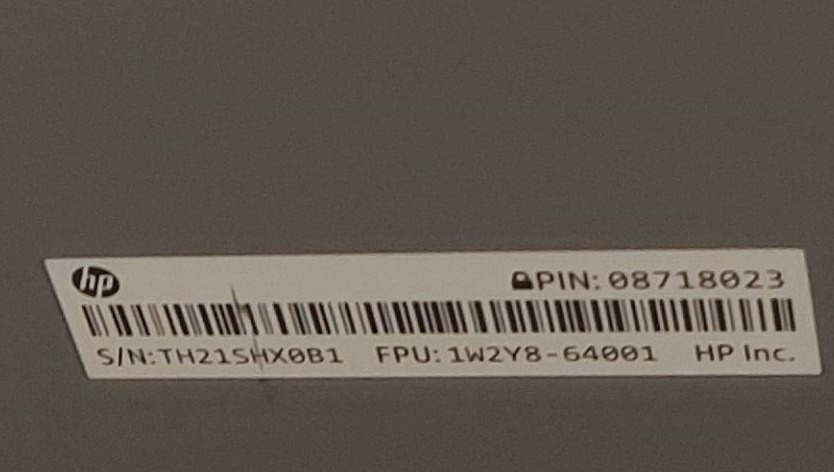 hp
PIN: 08718023
S/N:TH21SHX0B1 FPU: 1W2Y8-64001 HP Inc.